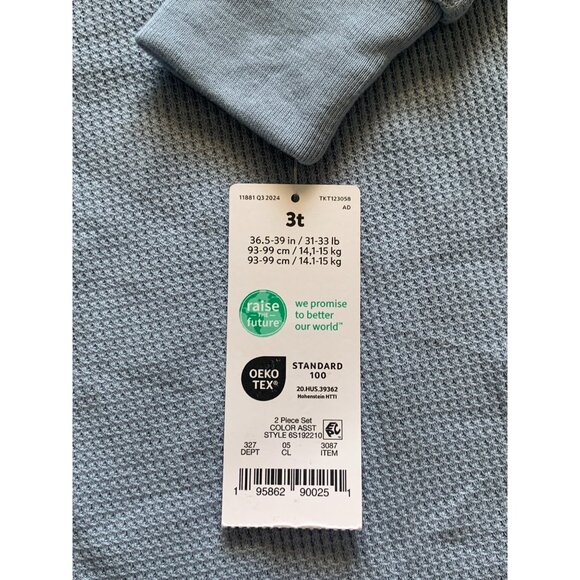 11881 Q3 2024 TKT123058
AD
3t
36.5-39 in / 31-33 lb
93-99 cm / 14,1-15 kg
93-99 cm / 14.1-15 kg
raise
THE
future
we promise
to better
our world™
OEKO
TEX®
STANDARD
100
20.HUS.39362
Hohenstein HTTI
2 Piece Set
COLOR ASST
STYLE 6S192210
327 05 3087
DEPT CL ITEM
1 95862 90025 1